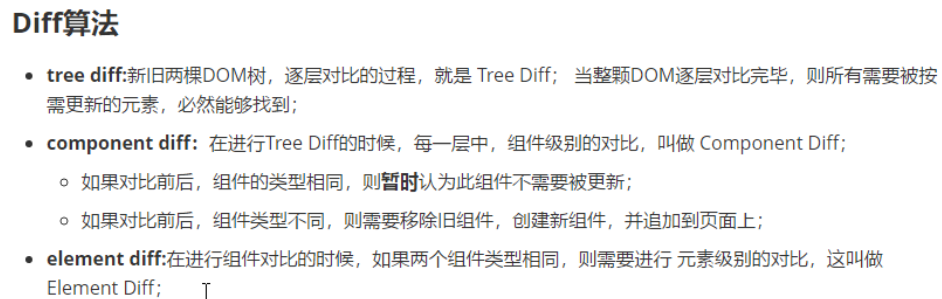 Diff算法
tree diff:新旧两棵DOM树，逐层对比的过程，就是 Tree Diff； 当整颗DOM逐层对比完毕，则所有需要被按
需更新的元素，必然能够找到；
component diff：在进行Tree Diff的时候，每一层中，组件级别的对比，叫做 Component Diff；
如果对比前后，组件的类型相同，则暂时认为此组件不需要被更新；
如果对比前后，组件类型不同，则需要移除旧组件，创建新组件，并追加到页面上；
element diff:在进行组件对比的时候，如果两个组件类型相同，则需要进行 元素级别的对比，这叫做
Element Diff；